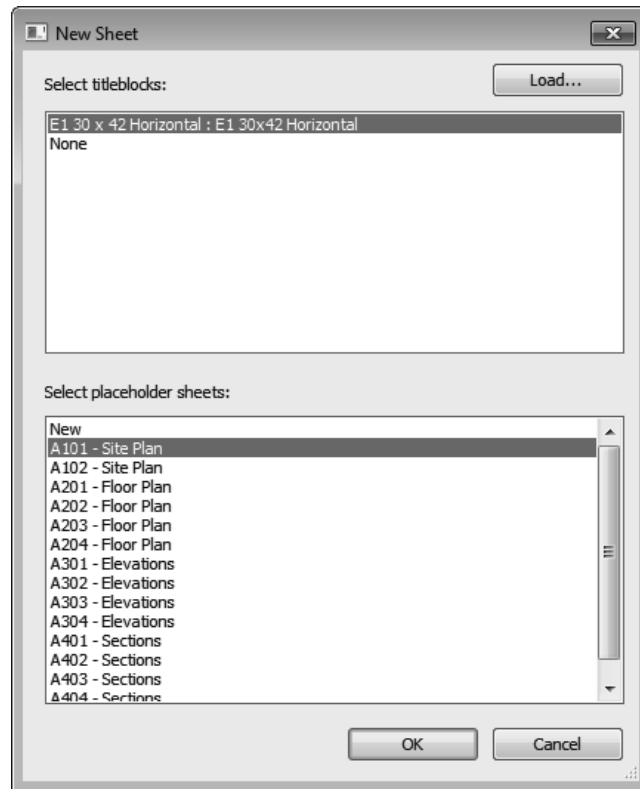 New Sheet
Select titleblocks:
Load...
E1 30 x 42 Horizontal : E1 30x42 Horizontal
None
Select placeholder sheets:
New
A101 - Site Plan
A102 - Site Plan
A201 - Floor Plan
A202 - Floor Plan
A203 - Floor Plan
A204 - Floor Plan
A301 - Elevations
A302 - Elevations
A303 - Elevations
A304 - Elevations
A401 - Sections
A402 - Sections
A403 - Sections
A404 - Sections
OK
Cancel